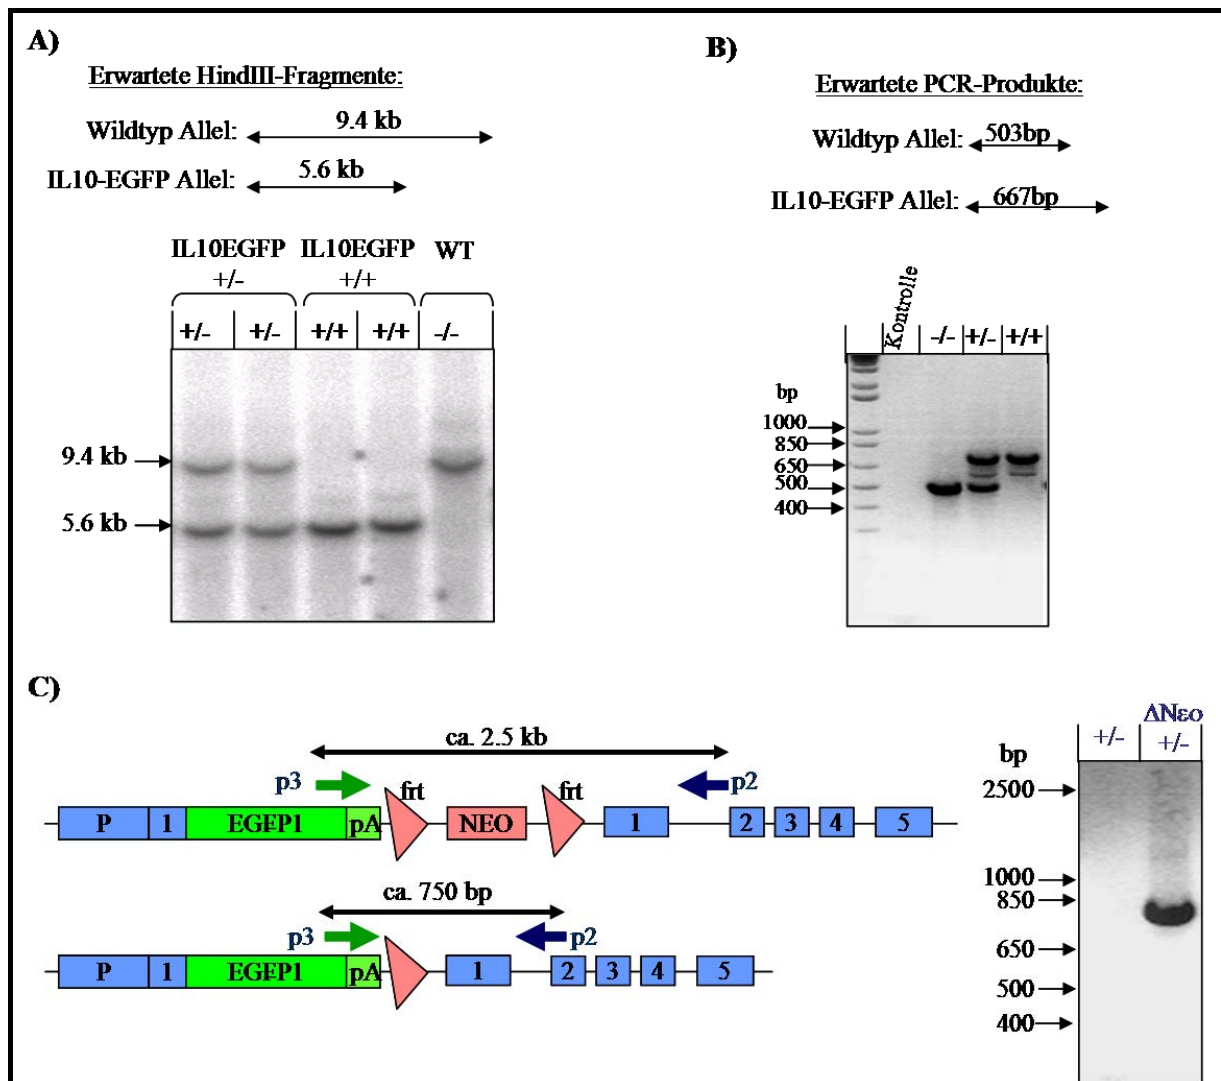 A)
Erwartete HindIII-Fragmente:
Wildtyp Allel: 9.4 kb
IL10-EGFP Allel: 5.6 kb
IL10EGFP IL10EGFP WT
+/- +/+
+/- +/- +/+ +/+ -/-
9.4 kb
5.6 kb
B)
Erwartete PCR-Produkte:
Wildtyp Allel: 503bp
IL10-EGFP Allel: 667bp
Kontrolle -/- +/- +/+
bp
1000
850
650
500
400
C)
ca. 2.5 kb
p3 frt frt p2
P 1 EGFP1 pA NEO 1 2 3 4 5
ca. 750 bp
p3 p2
P 1 EGFP1 pA 1 2 3 4 5
ΔNεo
+/- +/-
bp
2500
1000
850
650
500
400